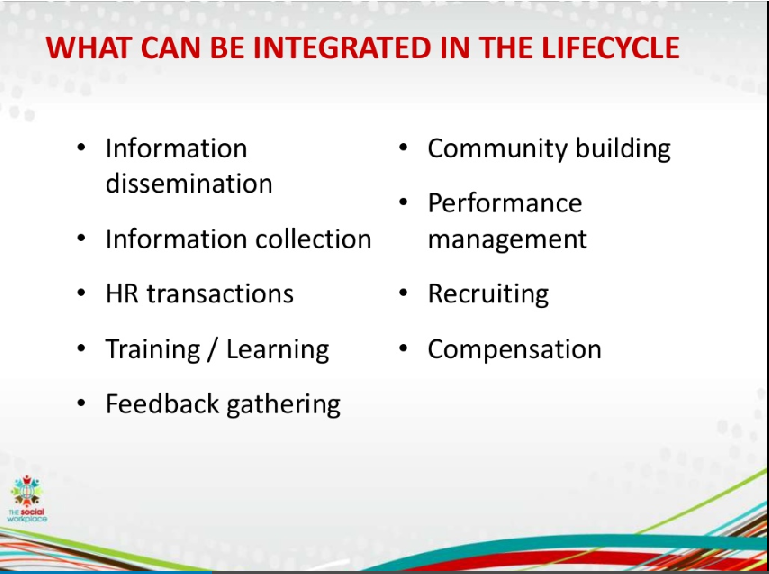 WHAT CAN BE INTEGRATED IN THE LIFECYCLE
• Information
dissemination
• Information collection
• HR transactions
• Training / Learning
• Feedback gathering
• Community building
• Performance
management
• Recruiting
• Compensation
THE social
workplace